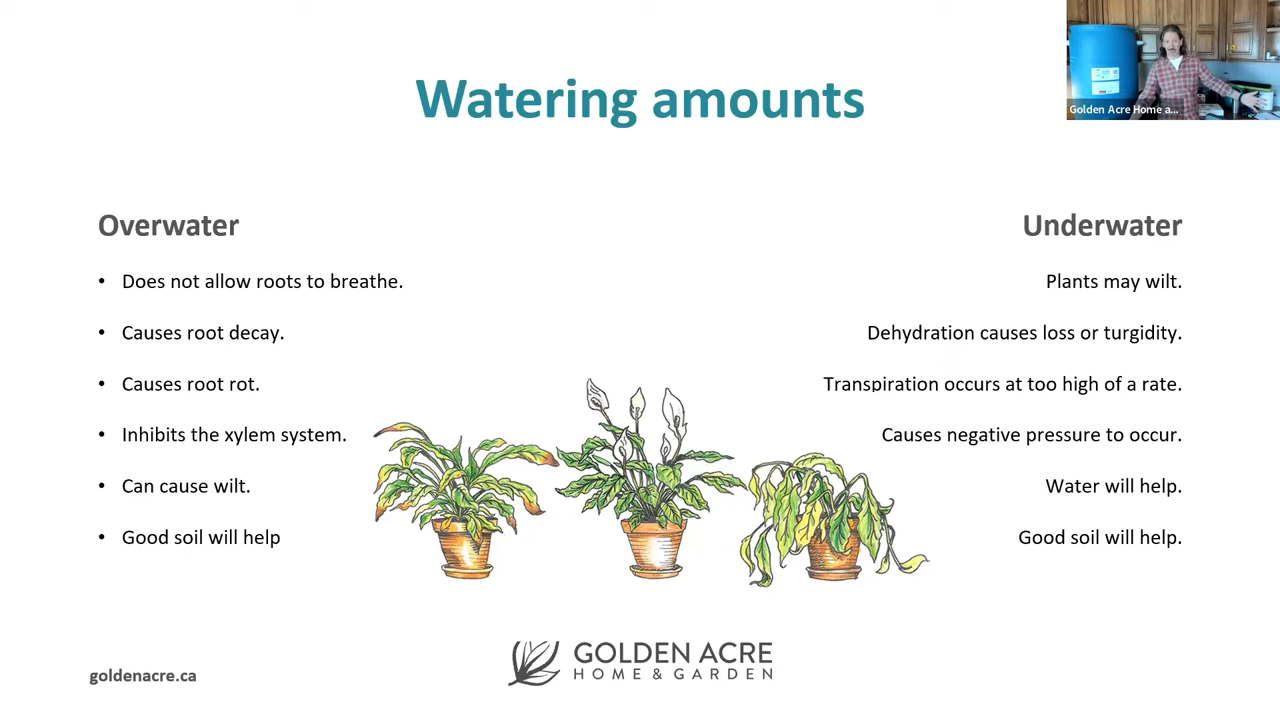 Watering amounts
Golden Acre Home a...
Overwater
• Does not allow roots to breathe.
• Causes root decay.
• Causes root rot.
• Inhibits the xylem system.
• Can cause wilt.
• Good soil will help
Underwater
Plants may wilt.
Dehydration causes loss or turgidity.
Transpiration occurs at too high of a rate.
Causes negative pressure to occur.
Water will help.
Good soil will help.
goldenacre.ca
GOLDEN ACRE
HOME & GARDEN